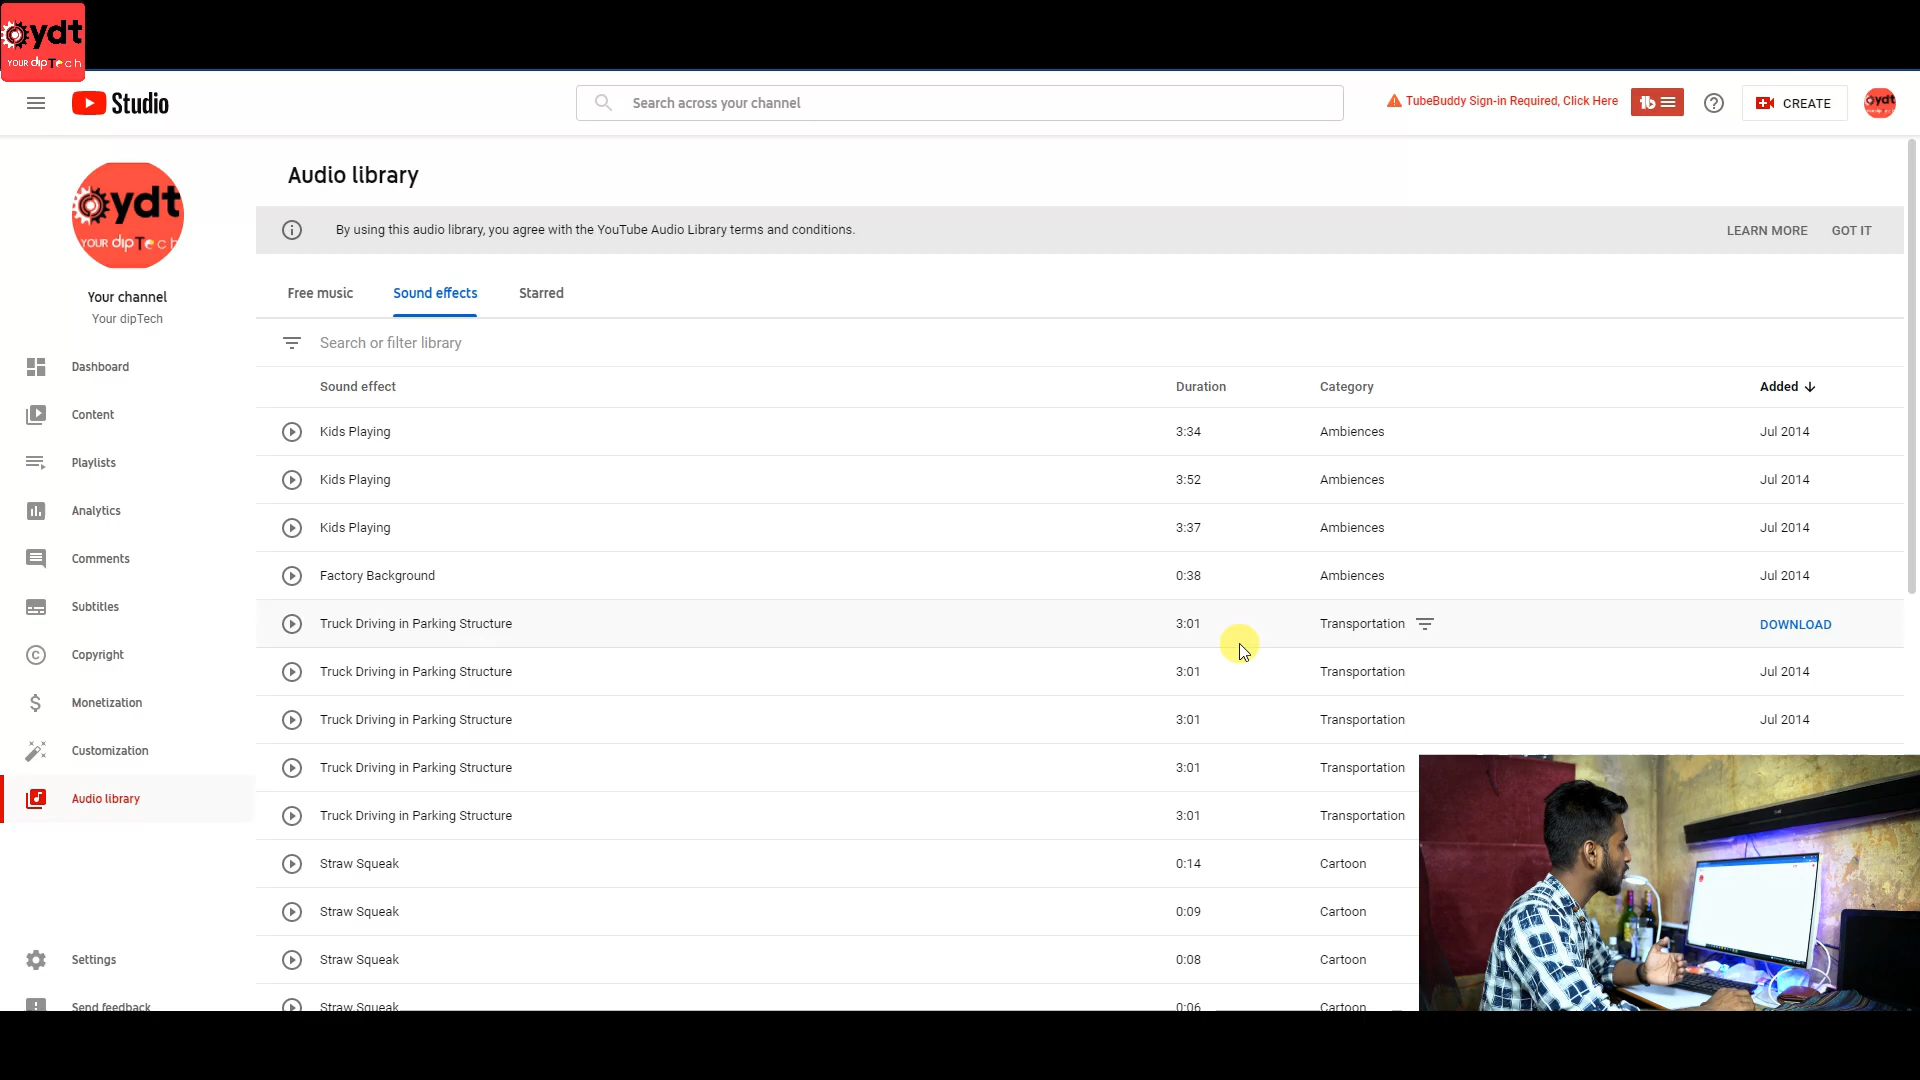 ydt
YOUR dipTech
Studio
Search across your channel
TubeBuddy Sign-in Required, Click Here
tb
CREATE
ydt
ydt
YOUR dipTech
Your channel
Your dipTech
Dashboard
Content
Playlists
Analytics
Comments
Subtitles
Copyright
Monetization
Customization
Audio library
Settings
Send feedback
Audio library
By using this audio library, you agree with the YouTube Audio Library terms and conditions.
LEARN MORE GOT IT
Free music Sound effects Starred
Search or filter library
Sound effect Duration Category Added
Kids Playing 3:34 Ambiences Jul 2014
Kids Playing 3:52 Ambiences Jul 2014
Kids Playing 3:37 Ambiences Jul 2014
Factory Background 0:38 Ambiences Jul 2014
Truck Driving in Parking Structure 3:01 Transportation DOWNLOAD
Truck Driving in Parking Structure 3:01 Transportation Jul 2014
Truck Driving in Parking Structure 3:01 Transportation Jul 2014
Truck Driving in Parking Structure 3:01 Transportation
Truck Driving in Parking Structure 3:01 Transportation
Straw Squeak 0:14 Cartoon
Straw Squeak 0:09 Cartoon
Straw Squeak 0:08 Cartoon
Straw Squeak 0:06 Cartoon